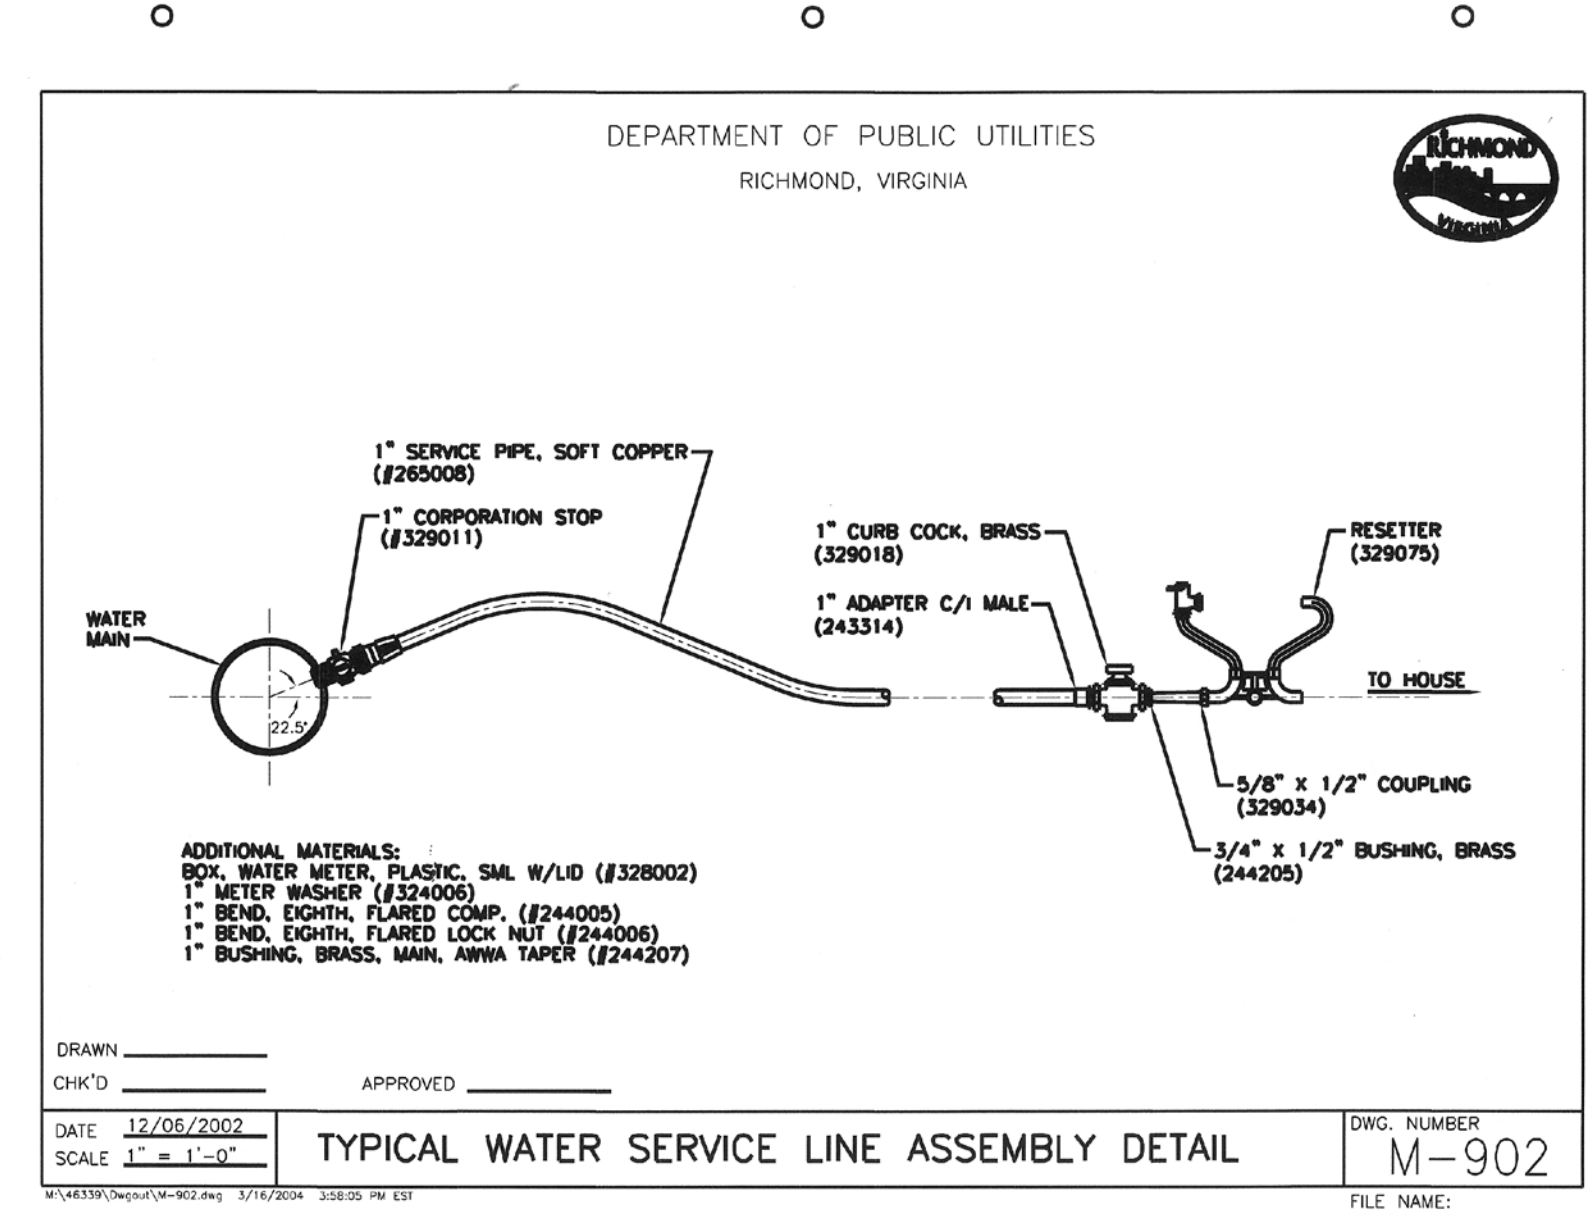 DEPARTMENT OF PUBLIC UTILITIES
RICHMOND, VIRGINIA
RICHMOND
VIRGINIA
1" SERVICE PIPE, SOFT COPPER
(#265008)
1" CORPORATION STOP
(#329011)
WATER
MAIN
22.5°
1" CURB COCK, BRASS
(329018)
1" ADAPTER C/I MALE
(243314)
RESETTER
(329075)
TO HOUSE
5/8" X 1/2" COUPLING
(329034)
3/4" X 1/2" BUSHING, BRASS
(244205)
ADDITIONAL MATERIALS:
BOX, WATER METER, PLASTIC, SML W/LID (#328002)
1" METER WASHER (#324006)
1" BEND, EIGHTH, FLARED COMP. (#244005)
1" BEND, EIGHTH, FLARED LOCK NUT (#244006)
1" BUSHING, BRASS, MAIN, AWWA TAPER (#244207)
DRAWN
CHK'D
APPROVED
DATE 12/06/2002
SCALE 1" = 1'-0"
TYPICAL WATER SERVICE LINE ASSEMBLY DETAIL
DWG. NUMBER
M-902
M:\46339\Dwgout\M-902.dwg 3/16/2004 3:58:05 PM EST
FILE NAME: